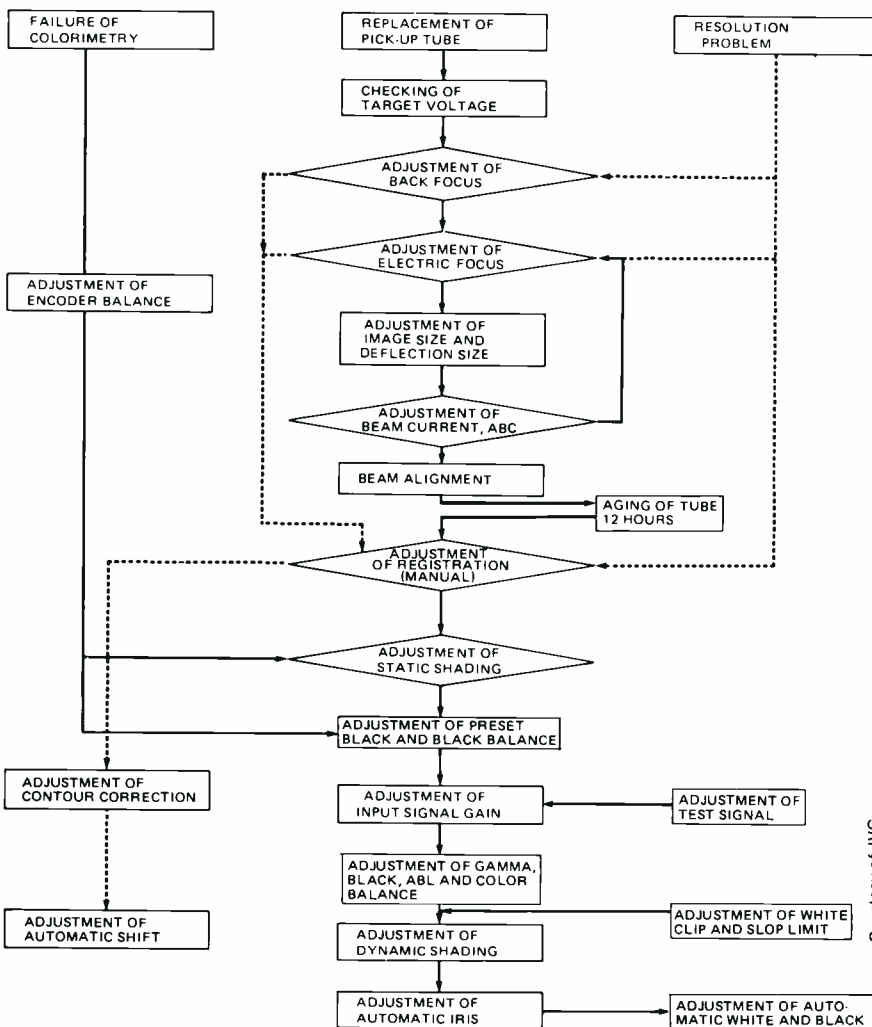 FAILURE OF
COLORIMETRY
REPLACEMENT OF
PICK-UP TUBE
RESOLUTION
PROBLEM
CHECKING OF
TARGET VOLTAGE
ADJUSTMENT OF
BACK FOCUS
ADJUSTMENT OF
ELECTRIC FOCUS
ADJUSTMENT OF
ENCODER BALANCE
ADJUSTMENT OF
IMAGE SIZE AND
DEFLECTION SIZE
ADJUSTMENT OF
BEAM CURRENT, ABC
BEAM ALIGNMENT
AGING OF TUBE
12 HOURS
ADJUSTMENT
OF REGISTRATION
(MANUAL)
ADJUSTMENT OF
STATIC SHADING
ADJUSTMENT OF PRESET
BLACK AND BLACK BALANCE
ADJUSTMENT OF
CONTOUR CORRECTION
ADJUSTMENT OF
INPUT SIGNAL GAIN
ADJUSTMENT OF
TEST SIGNAL
ADJUSTMENT OF GAMMA,
BLACK, ABL AND COLOR
BALANCE
ADJUSTMENT OF
AUTOMATIC SHIFT
ADJUSTMENT OF WHITE
CLIP AND SLOP LIMIT
ADJUSTMENT OF
DYNAMIC SHADING
ADJUSTMENT OF
AUTOMATIC IRIS
ADJUSTMENT OF AUTO-
MATIC WHITE AND BLACK